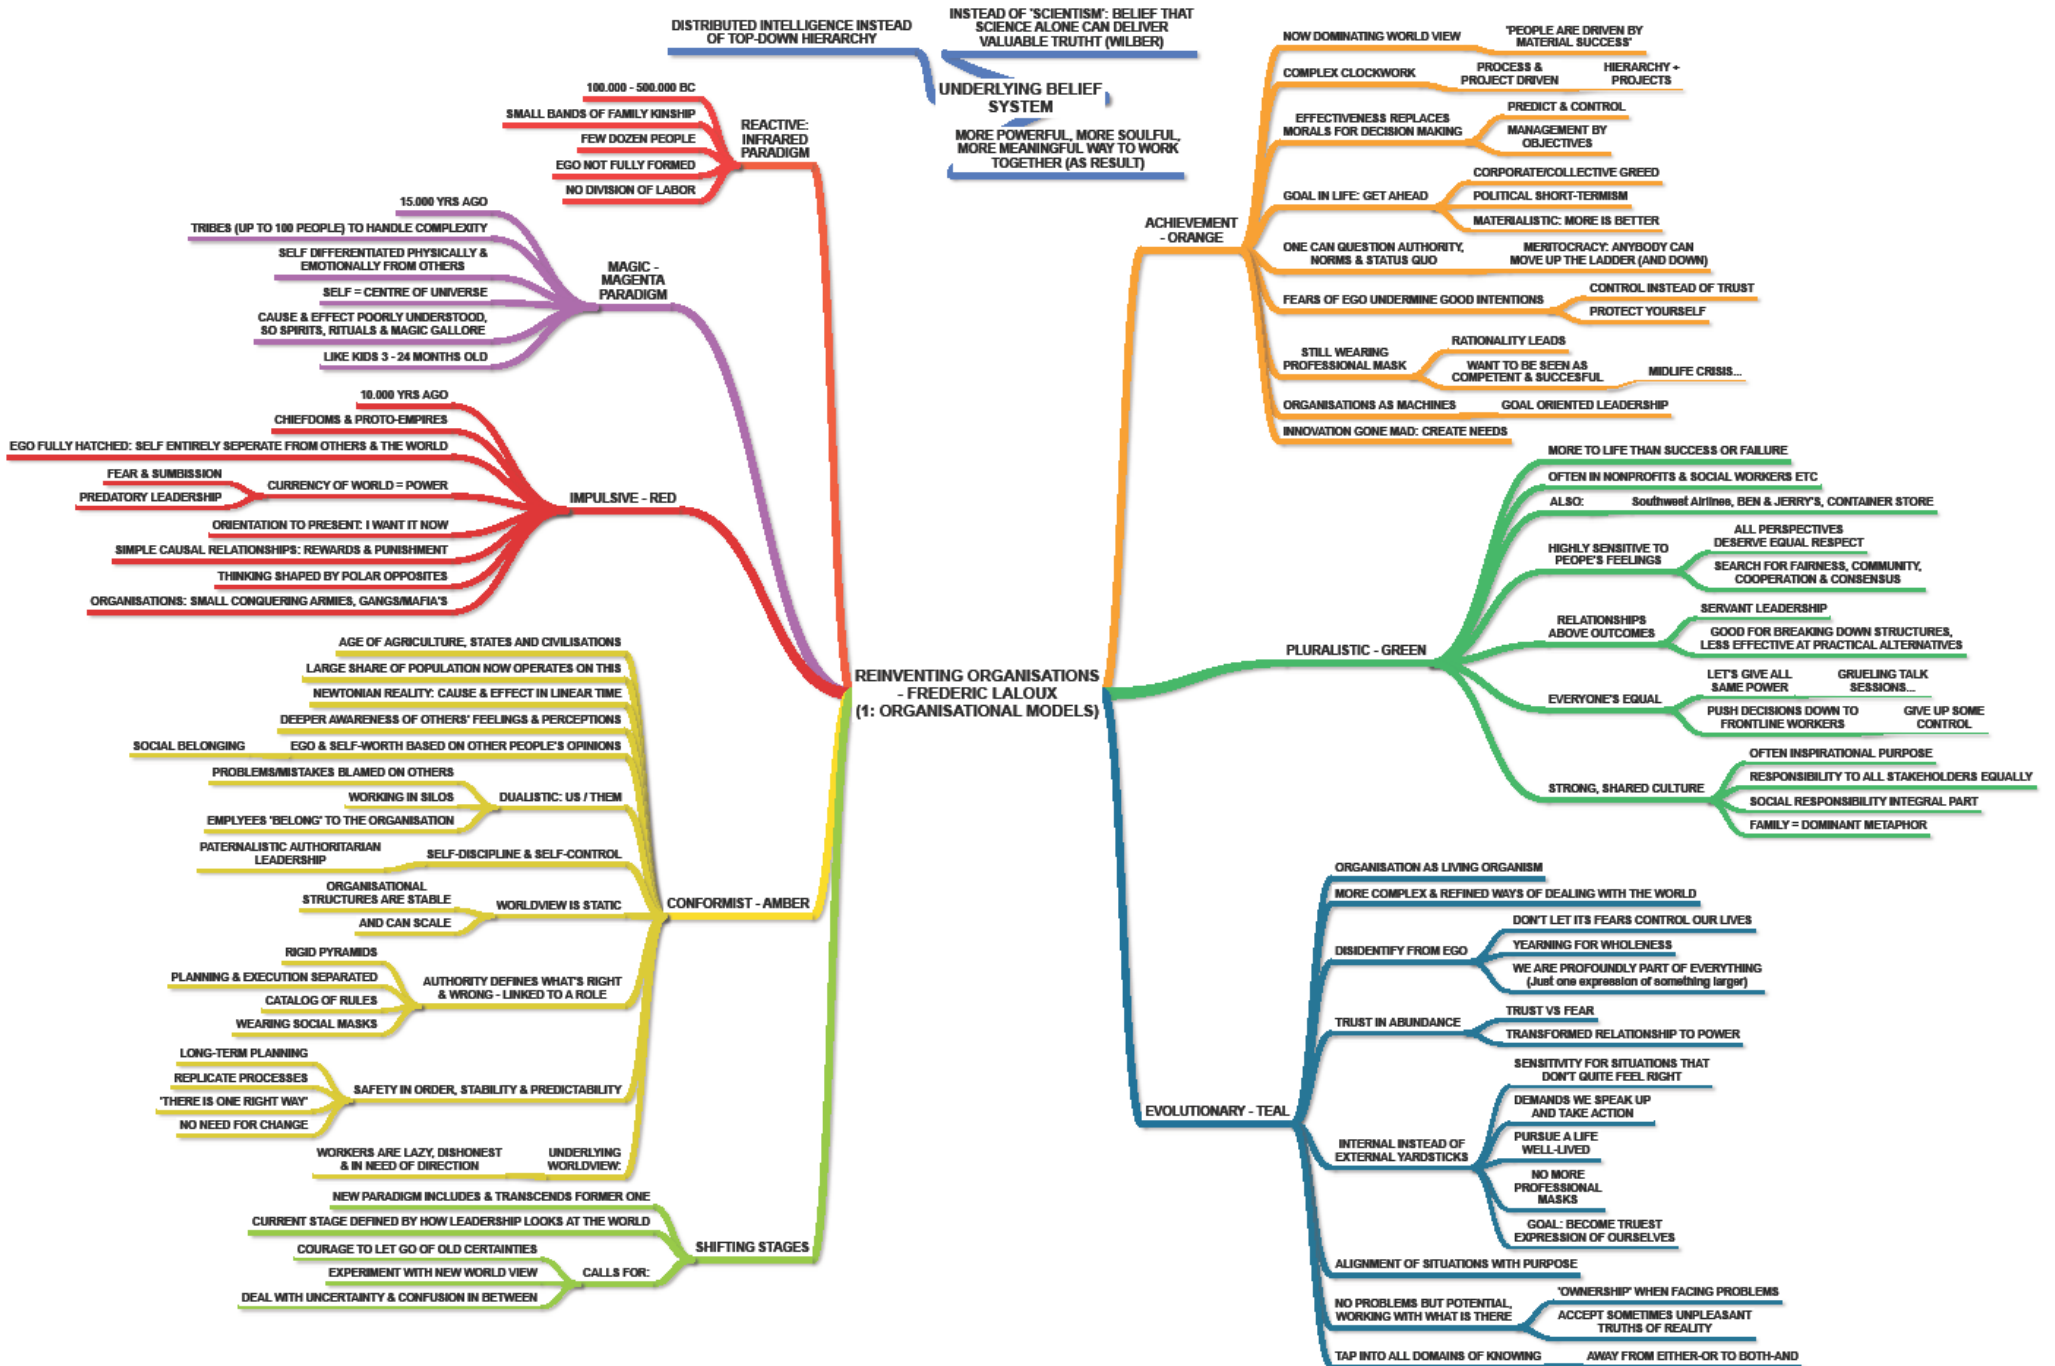 DISTRIBUTED INTELLIGENCE INSTEAD
OF TOP-DOWN HIERARCHY
INSTEAD OF 'SCIENTISM': BELIEF THAT
SCIENCE ALONE CAN DELIVER
VALUABLE TRUTHT (WILBER)
UNDERLYING BELIEF
SYSTEM
MORE POWERFUL, MORE SOULFUL,
MORE MEANINGFUL WAY TO WORK
TOGETHER (AS RESULT)
REINVENTING ORGANISATIONS
- FREDERIC LALOUX
(1: ORGANISATIONAL MODELS)
REACTIVE:
INFRARED
PARADIGM
100.000 - 500.000 BC
SMALL BANDS OF FAMILY KINSHIP
FEW DOZEN PEOPLE
EGO NOT FULLY FORMED
NO DIVISION OF LABOR
MAGIC -
MAGENTA
PARADIGM
15.000 YRS AGO
TRIBES (UP TO 100 PEOPLE) TO HANDLE COMPLEXITY
SELF DIFFERENTIATED PHYSICALLY &
EMOTIONALLY FROM OTHERS
SELF = CENTRE OF UNIVERSE
CAUSE & EFFECT POORLY UNDERSTOOD,
SO SPIRITS, RITUALS & MAGIC GALLORE
LIKE KIDS 3 - 24 MONTHS OLD
IMPULSIVE - RED
10.000 YRS AGO
CHIEFDOMS & PROTO-EMPIRES
EGO FULLY HATCHED: SELF ENTIRELY SEPERATE FROM OTHERS & THE WORLD
CURRENCY OF WORLD = POWER
FEAR & SUMBISSION
PREDATORY LEADERSHIP
ORIENTATION TO PRESENT: I WANT IT NOW
SIMPLE CAUSAL RELATIONSHIPS: REWARDS & PUNISHMENT
THINKING SHAPED BY POLAR OPPOSITES
ORGANISATIONS: SMALL CONQUERING ARMIES, GANGS/MAFIA'S
CONFORMIST - AMBER
AGE OF AGRICULTURE, STATES AND CIVILISATIONS
LARGE SHARE OF POPULATION NOW OPERATES ON THIS
NEWTONIAN REALITY: CAUSE & EFFECT IN LINEAR TIME
DEEPER AWARENESS OF OTHERS' FEELINGS & PERCEPTIONS
EGO & SELF-WORTH BASED ON OTHER PEOPLE'S OPINIONS
SOCIAL BELONGING
DUALISTIC: US / THEM
PROBLEMS/MISTAKES BLAMED ON OTHERS
WORKING IN SILOS
EMPLYEES 'BELONG' TO THE ORGANISATION
SELF-DISCIPLINE & SELF-CONTROL
PATERNALISTIC AUTHORITARIAN
LEADERSHIP
WORLDVIEW IS STATIC
ORGANISATIONAL
STRUCTURES ARE STABLE
AND CAN SCALE
AUTHORITY DEFINES WHAT'S RIGHT
& WRONG - LINKED TO A ROLE
RIGID PYRAMIDS
PLANNING & EXECUTION SEPARATED
CATALOG OF RULES
WEARING SOCIAL MASKS
SAFETY IN ORDER, STABILITY & PREDICTABILITY
LONG-TERM PLANNING
REPLICATE PROCESSES
'THERE IS ONE RIGHT WAY'
NO NEED FOR CHANGE
UNDERLYING
WORLDVIEW:
WORKERS ARE LAZY, DISHONEST
& IN NEED OF DIRECTION
SHIFTING STAGES
NEW PARADIGM INCLUDES & TRANSCENDS FORMER ONE
CURRENT STAGE DEFINED BY HOW LEADERSHIP LOOKS AT THE WORLD
CALLS FOR:
COURAGE TO LET GO OF OLD CERTAINTIES
EXPERIMENT WITH NEW WORLD VIEW
DEAL WITH UNCERTAINTY & CONFUSION IN BETWEEN
ACHIEVEMENT
- ORANGE
NOW DOMINATING WORLD VIEW
'PEOPLE ARE DRIVEN BY
MATERIAL SUCCESS'
COMPLEX CLOCKWORK
PROCESS &
PROJECT DRIVEN
HIERARCHY +
PROJECTS
EFFECTIVENESS REPLACES
MORALS FOR DECISION MAKING
PREDICT & CONTROL
MANAGEMENT BY
OBJECTIVES
GOAL IN LIFE: GET AHEAD
CORPORATE/COLLECTIVE GREED
POLITICAL SHORT-TERMISM
MATERIALISTIC: MORE IS BETTER
ONE CAN QUESTION AUTHORITY,
NORMS & STATUS QUO
MERITOCRACY: ANYBODY CAN
MOVE UP THE LADDER (AND DOWN)
FEARS OF EGO UNDERMINE GOOD INTENTIONS
CONTROL INSTEAD OF TRUST
PROTECT YOURSELF
STILL WEARING
PROFESSIONAL MASK
RATIONALITY LEADS
WANT TO BE SEEN AS
COMPETENT & SUCCESFUL
MIDLIFE CRISIS...
ORGANISATIONS AS MACHINES
GOAL ORIENTED LEADERSHIP
INNOVATION GONE MAD: CREATE NEEDS
PLURALISTIC - GREEN
MORE TO LIFE THAN SUCCESS OR FAILURE
OFTEN IN NONPROFITS & SOCIAL WORKERS ETC
ALSO:
Southwest Airlines, BEN & JERRY'S, CONTAINER STORE
HIGHLY SENSITIVE TO
PEOPE'S FEELINGS
ALL PERSPECTIVES
DESERVE EQUAL RESPECT
SEARCH FOR FAIRNESS, COMMUNITY,
COOPERATION & CONSENSUS
RELATIONSHIPS
ABOVE OUTCOMES
SERVANT LEADERSHIP
GOOD FOR BREAKING DOWN STRUCTURES,
LESS EFFECTIVE AT PRACTICAL ALTERNATIVES
EVERYONE'S EQUAL
LET'S GIVE ALL
SAME POWER
GRUELING TALK
SESSIONS...
PUSH DECISIONS DOWN TO
FRONTLINE WORKERS
GIVE UP SOME
CONTROL
STRONG, SHARED CULTURE
OFTEN INSPIRATIONAL PURPOSE
RESPONSIBILITY TO ALL STAKEHOLDERS EQUALLY
SOCIAL RESPONSIBILITY INTEGRAL PART
FAMILY = DOMINANT METAPHOR
EVOLUTIONARY - TEAL
ORGANISATION AS LIVING ORGANISM
MORE COMPLEX & REFINED WAYS OF DEALING WITH THE WORLD
DISIDENTIFY FROM EGO
DON'T LET ITS FEARS CONTROL OUR LIVES
YEARNING FOR WHOLENESS
WE ARE PROFOUNDLY PART OF EVERYTHING
(Just one expression of something larger)
TRUST IN ABUNDANCE
TRUST VS FEAR
TRANSFORMED RELATIONSHIP TO POWER
INTERNAL INSTEAD OF
EXTERNAL YARDSTICKS
SENSITIVITY FOR SITUATIONS THAT
DON'T QUITE FEEL RIGHT
DEMANDS WE SPEAK UP
AND TAKE ACTION
PURSUE A LIFE
WELL-LIVED
NO MORE
PROFESSIONAL
MASKS
GOAL: BECOME TRUEST
EXPRESSION OF OURSELVES
ALIGNMENT OF SITUATIONS WITH PURPOSE
NO PROBLEMS BUT POTENTIAL,
WORKING WITH WHAT IS THERE
'OWNERSHIP' WHEN FACING PROBLEMS
ACCEPT SOMETIMES UNPLEASANT
TRUTHS OF REALITY
TAP INTO ALL DOMAINS OF KNOWING
AWAY FROM EITHER-OR TO BOTH-AND